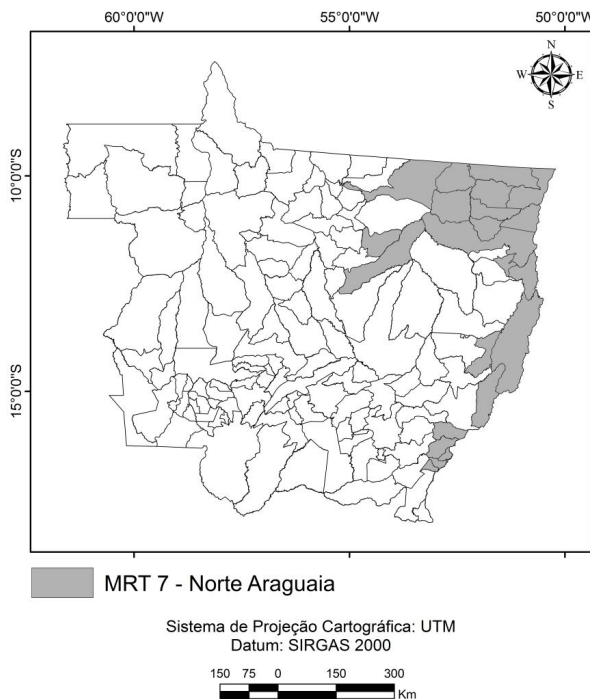 60°0'0"W 55°0'0"W 50°0'0"W
N
W E
S
10°0'0"S
15°0'0"S
MRT 7 - Norte Araguaia
Sistema de Projeção Cartográfica: UTM
Datum: SIRGAS 2000
150 75 0 150 300
Km